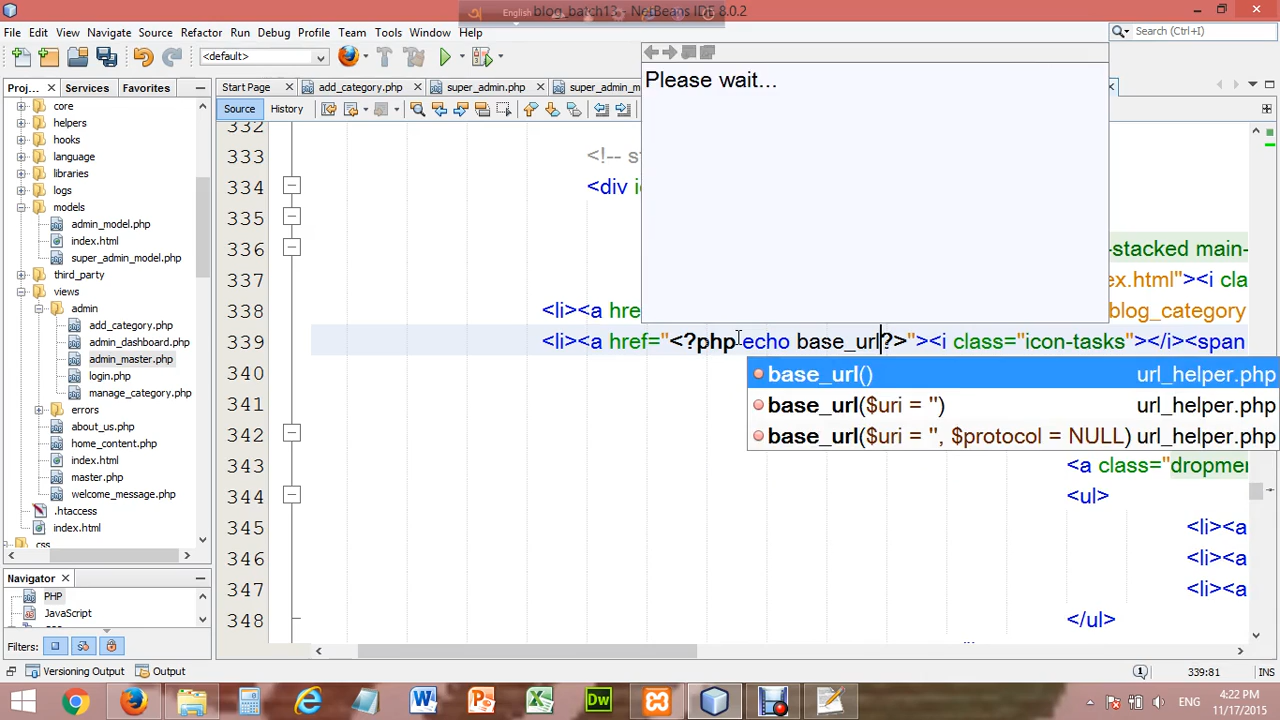 English
blog_batch13 - NetBeans IDE 8.0.2
File Edit View Navigate Source Refactor Run Debug Profile Team Tools Window Help
Search (Ctrl+I)
<default>
Please wait...
Proj... Services Favorites
Start Page add_category.php super_admin.php super_admin_m
Source History
core
helpers
hooks
language
libraries
logs
models
admin_model.php
index.html
super_admin_model.php
third_party
views
admin
add_category.php
admin_dashboard.php
admin_master.php
login.php
manage_category.php
errors
about_us.php
home_content.php
index.html
master.php
welcome_message.php
.htaccess
index.html
css
332
333 <!-- s
334 <div i
335
336 -stacked main-
337 ex.html"><i cla
338 <li><a href blog_category
339 <li><a href="<?php echo base_url?>"><i class="icon-tasks"></i><span
base_url() url_helper.php
base_url($uri = '') url_helper.php
base_url($uri = '', $protocol = NULL) url_helper.php
340
341
342
343 <a class="dropmen
344 <ul>
345 <li><a
346 <li><a
347 <li><a
348 </ul>
<li
Navigator
PHP
JavaScript
Filters:
Versioning Output Output
1
339:81 INS
ENG
4:22 PM
11/17/2015